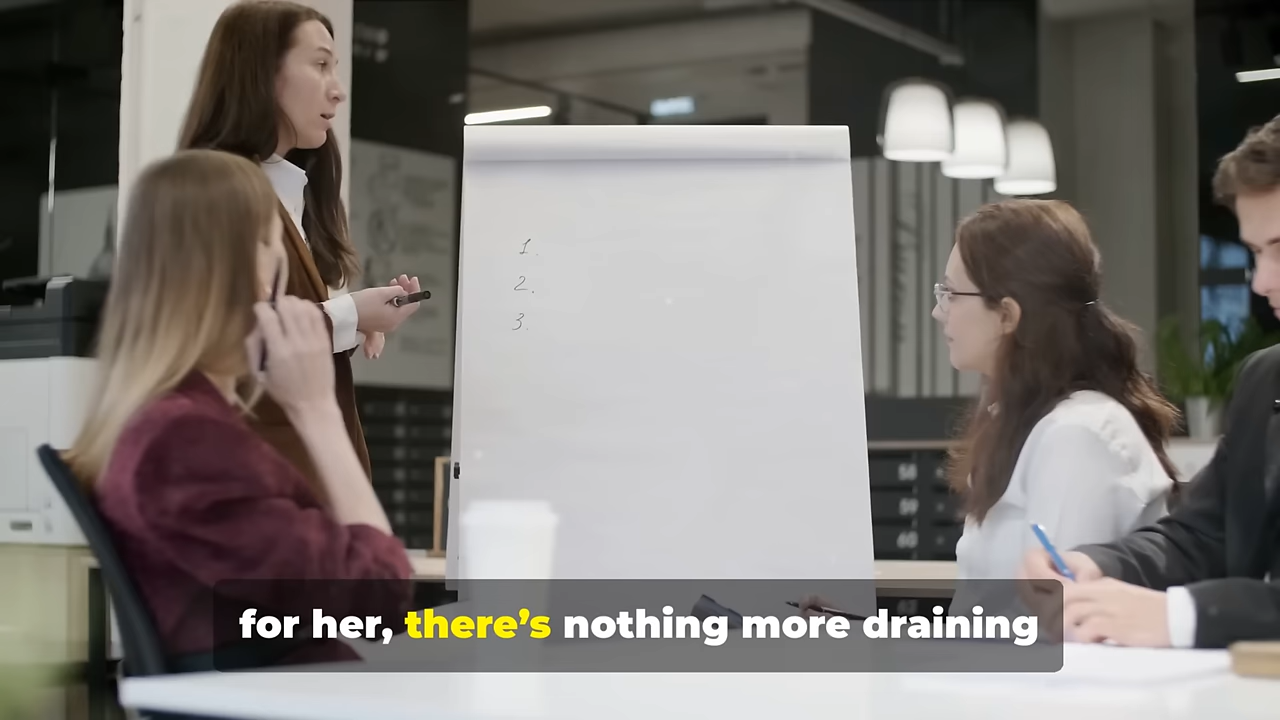 1.
2.
3.
for her, there's nothing more draining